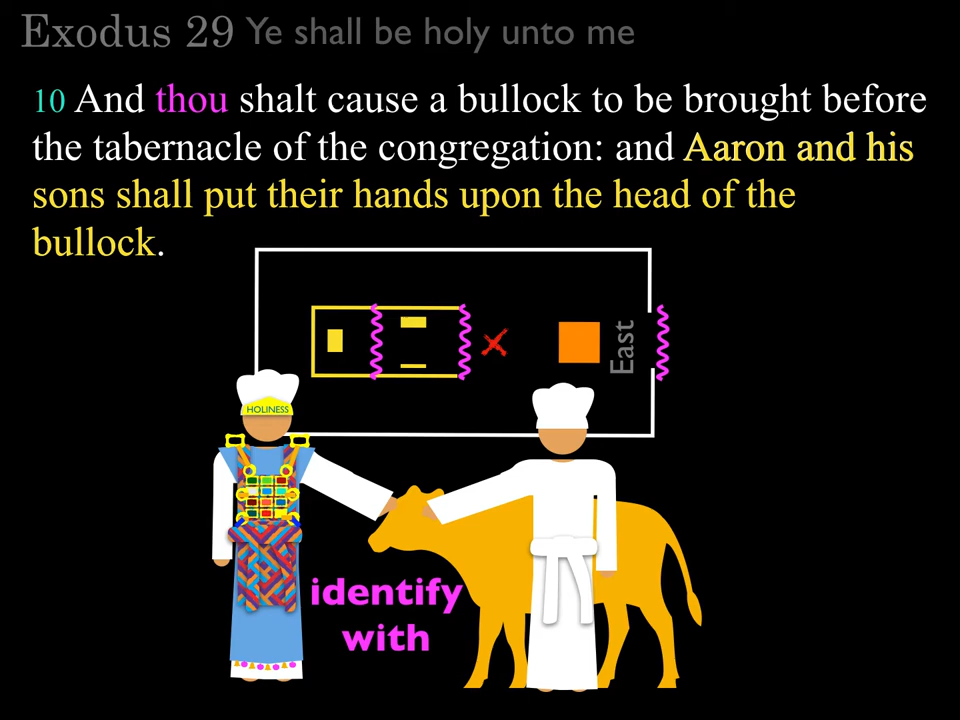 Exodus 29 Ye shall be holy unto me
10 And thou shalt cause a bullock to be brought before
the tabernacle of the congregation: and Aaron and his
sons shall put their hands upon the head of the
bullock.
East
HOLINESS
identify
with